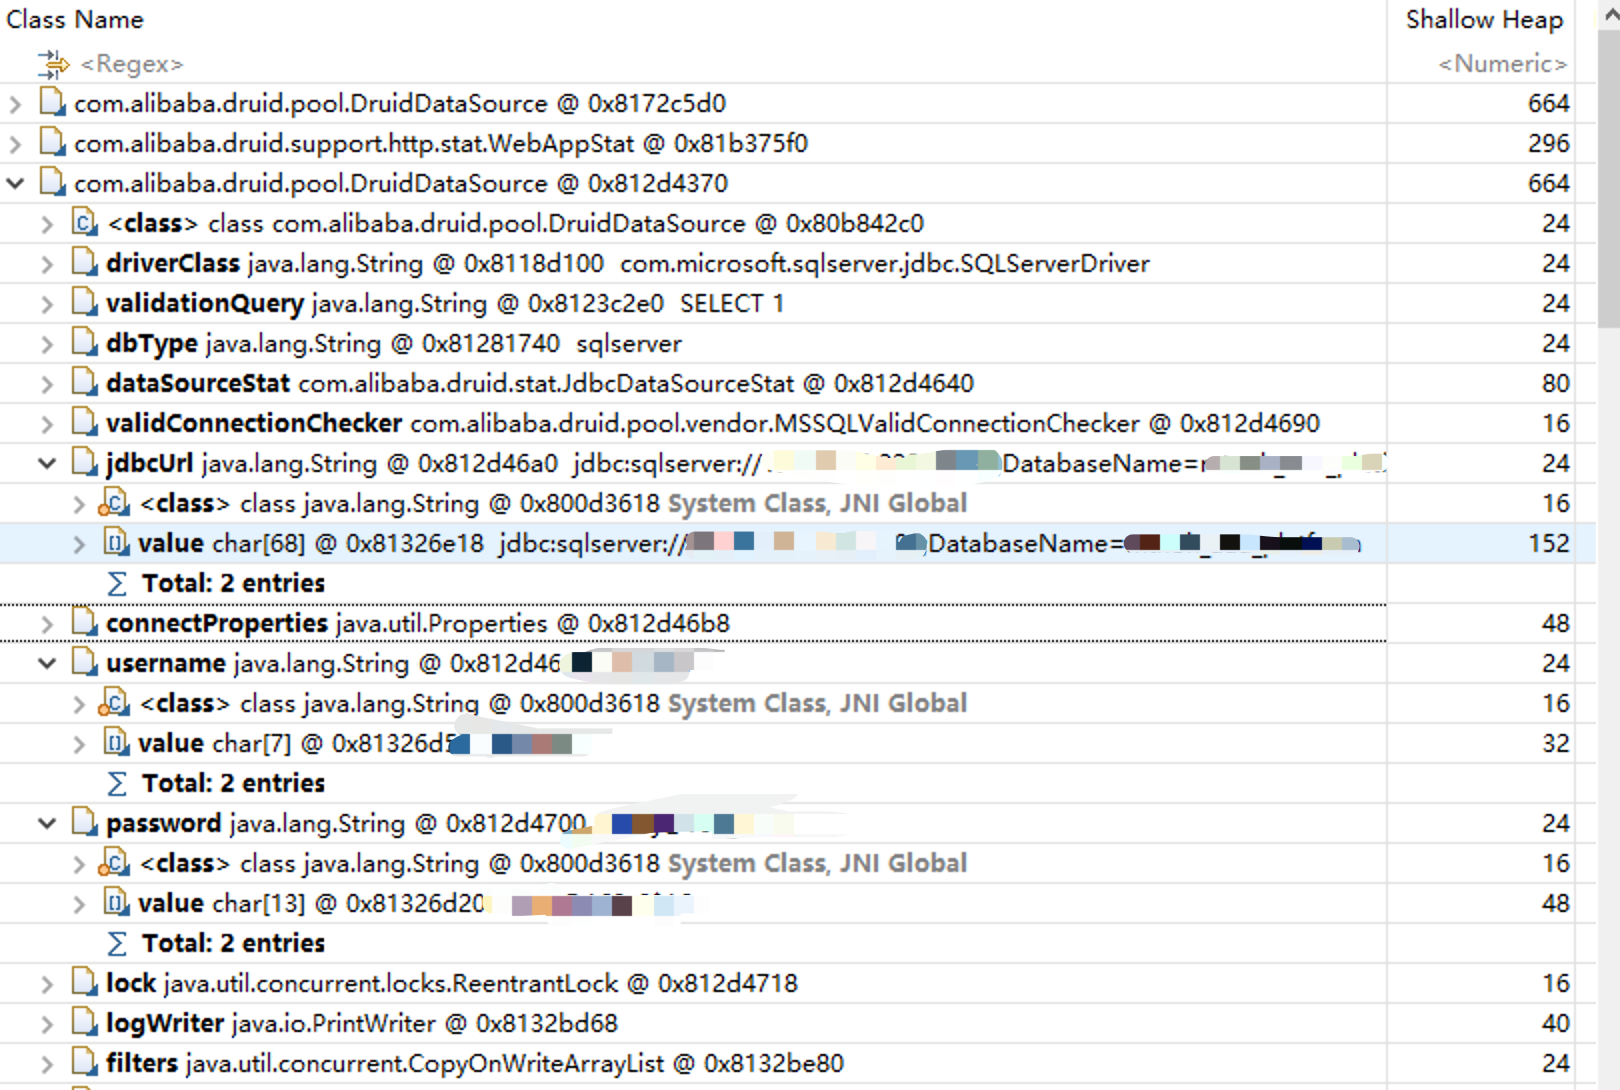 Class Name Shallow Heap
<Regex> <Numeric>
com.alibaba.druid.pool.DruidDataSource @ 0x8172c5d0 664
com.alibaba.druid.support.http.stat.WebAppStat @ 0x81b375f0 296
com.alibaba.druid.pool.DruidDataSource @ 0x812d4370 664
<class> class com.alibaba.druid.pool.DruidDataSource @ 0x80b842c0 24
driverClass java.lang.String @ 0x8118d100 com.microsoft.sqlserver.jdbc.SQLServerDriver 24
validationQuery java.lang.String @ 0x8123c2e0 SELECT 1 24
dbType java.lang.String @ 0x81281740 sqlserver 24
dataSourceStat com.alibaba.druid.stat.JdbcDataSourceStat @ 0x812d4640 80
validConnectionChecker com.alibaba.druid.pool.vendor.MSSQLValidConnectionChecker @ 0x812d4690 16
jdbcUrl java.lang.String @ 0x812d46a0 jdbc:sqlserver:// DatabaseName= 24
<class> class java.lang.String @ 0x800d3618 System Class, JNI Global 16
value char[68] @ 0x81326e18 jdbc:sqlserver:// DatabaseName= 152
Total: 2 entries
connectProperties java.util.Properties @ 0x812d46b8 48
username java.lang.String @ 0x812d46 24
<class> class java.lang.String @ 0x800d3618 System Class, JNI Global 16
value char[7] @ 0x81326d 32
Total: 2 entries
password java.lang.String @ 0x812d4700 24
<class> class java.lang.String @ 0x800d3618 System Class, JNI Global 16
value char[13] @ 0x81326d20 48
Total: 2 entries
lock java.util.concurrent.locks.ReentrantLock @ 0x812d4718 16
logWriter java.io.PrintWriter @ 0x8132bd68 40
filters java.util.concurrent.CopyOnWriteArrayList @ 0x8132be80 24